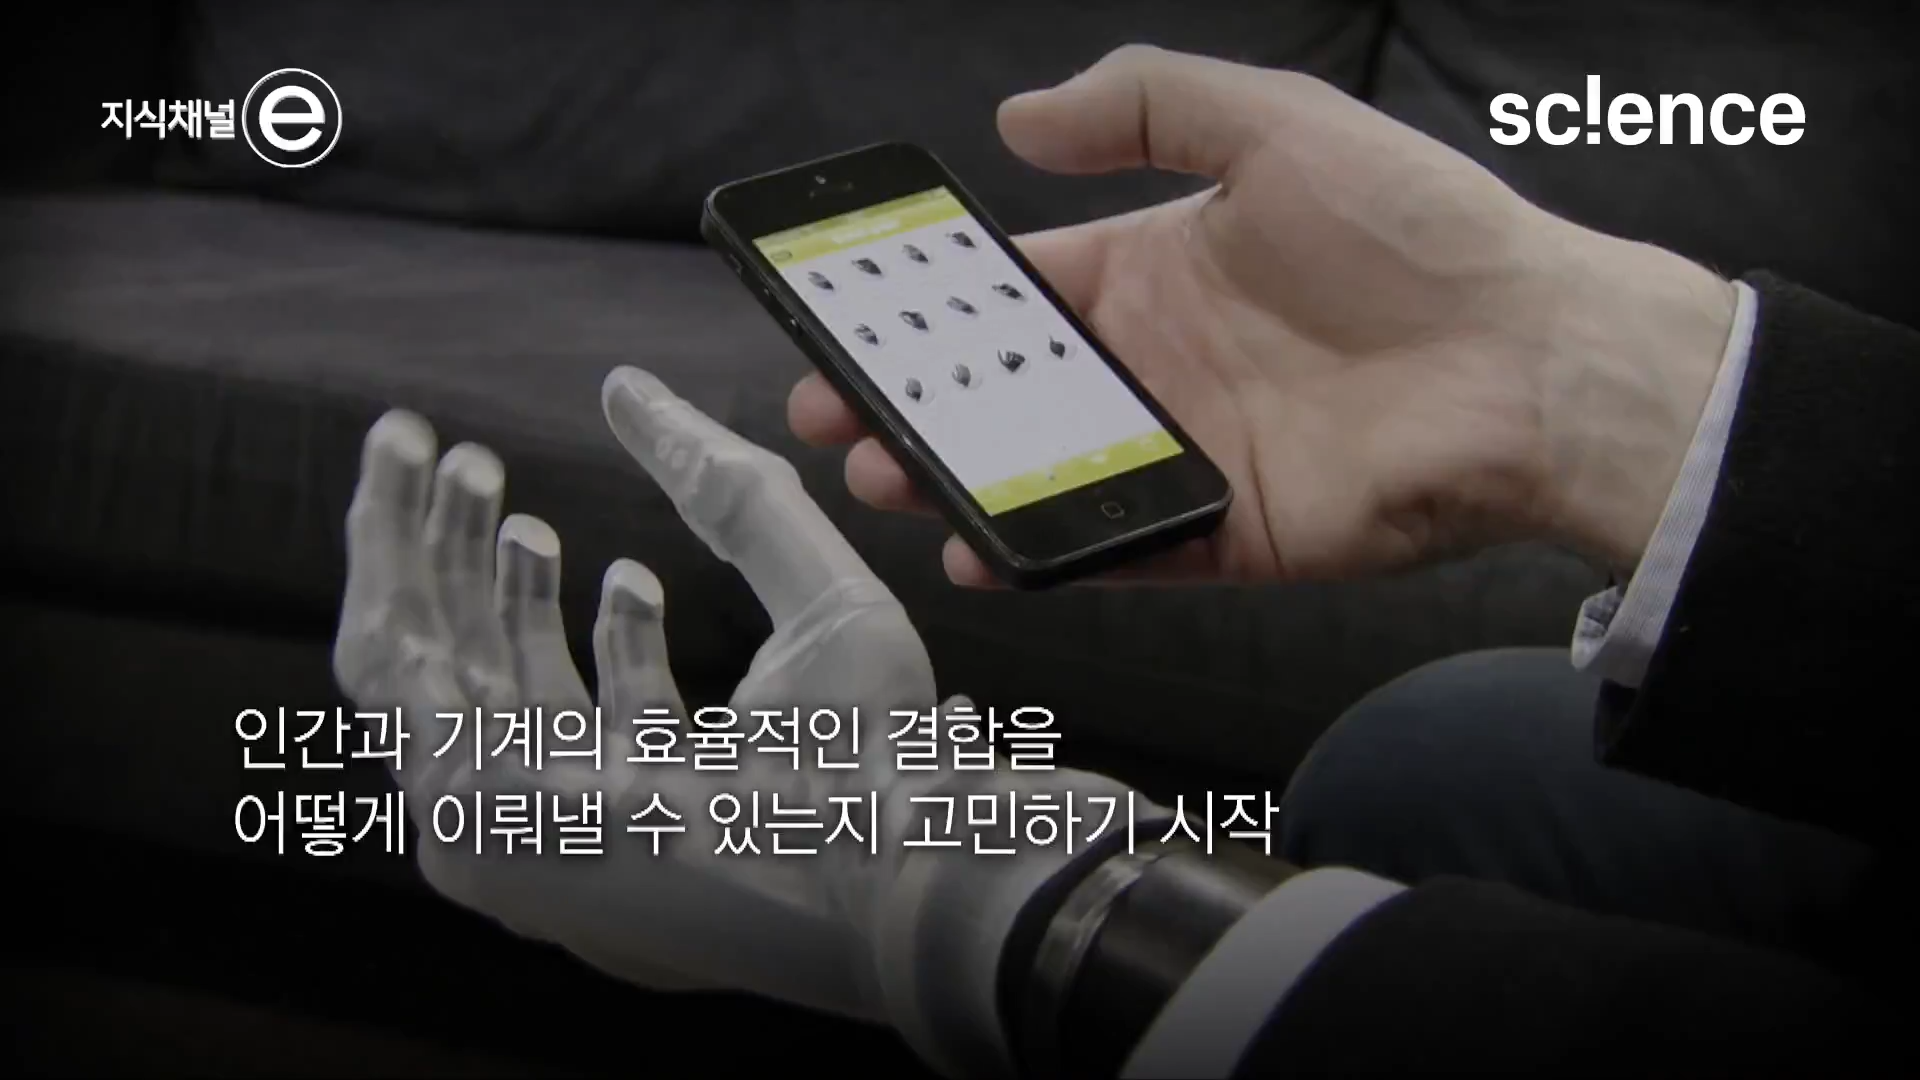 지식채널 e
sc!ence
인간과 기계의 효율적인 결합을
어떻게 이뤄낼 수 있는지 고민하기 시작